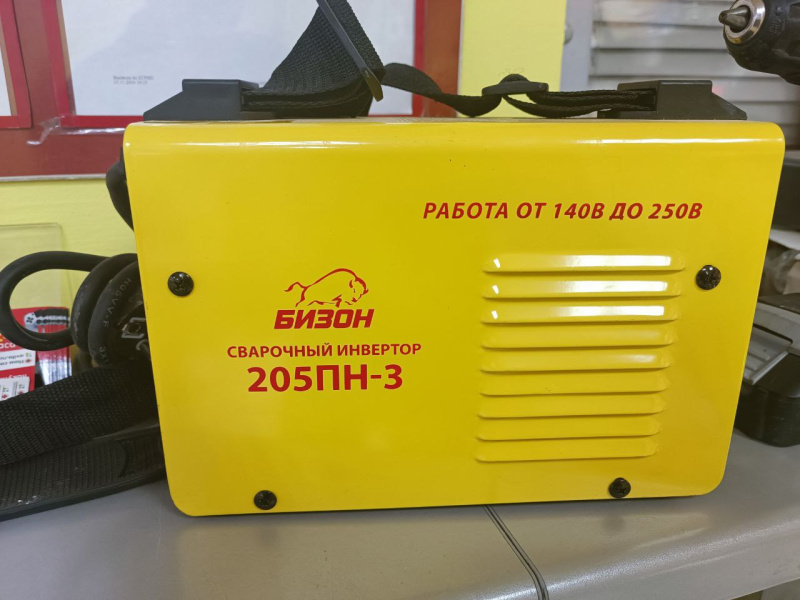 РАБОТА ОТ 140В ДО 250В
БИЗОН
СВАРОЧНЫЙ ИНВЕРТОР
205ПН-3